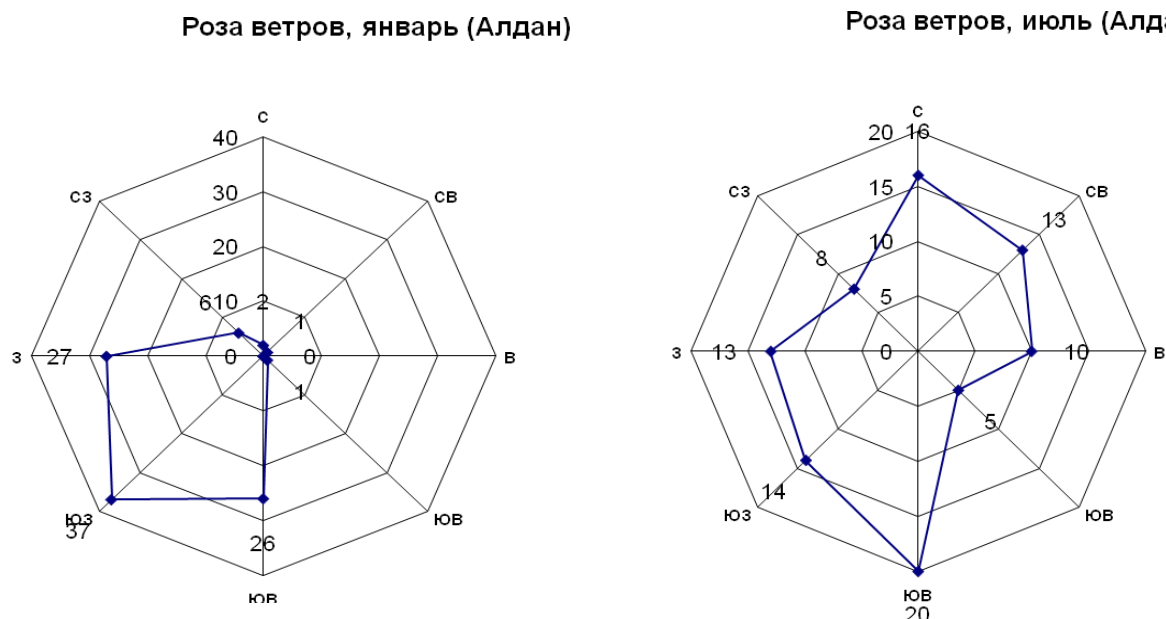 Роза ветров, январь (Алдан)
с
40
30
20
10
0
св
в
юв
юв
юз
з
сз
2
1
0
1
26
37
27
6
Роза ветров, июль (Алда
с
20
15
10
5
0
св
в
юв
юв
юз
з
сз
16
13
10
5
20
14
13
8